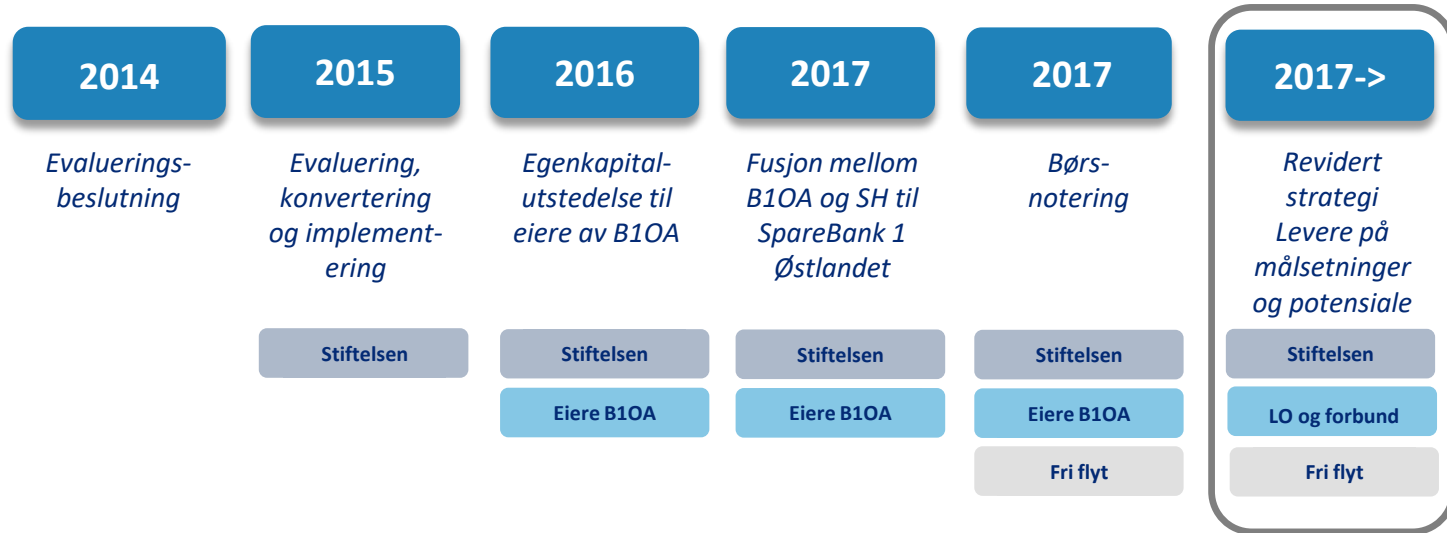 2014
Evaluerings-
beslutning
2015
Evaluering,
konvertering
og implement-
ering
Stiftelsen
2016
Egenkapital-
utstedelse til
eiere av B1OA
Stiftelsen
Eiere B1OA
2017
Fusjon mellom
B1OA og SH til
SpareBank 1
Østlandet
Stiftelsen
Eiere B1OA
2017
Børs-
notering
Stiftelsen
Eiere B1OA
Fri flyt
2017->
Revidert
strategi
Levere på
målsetninger
og potensiale
Stiftelsen
LO og forbund
Fri flyt